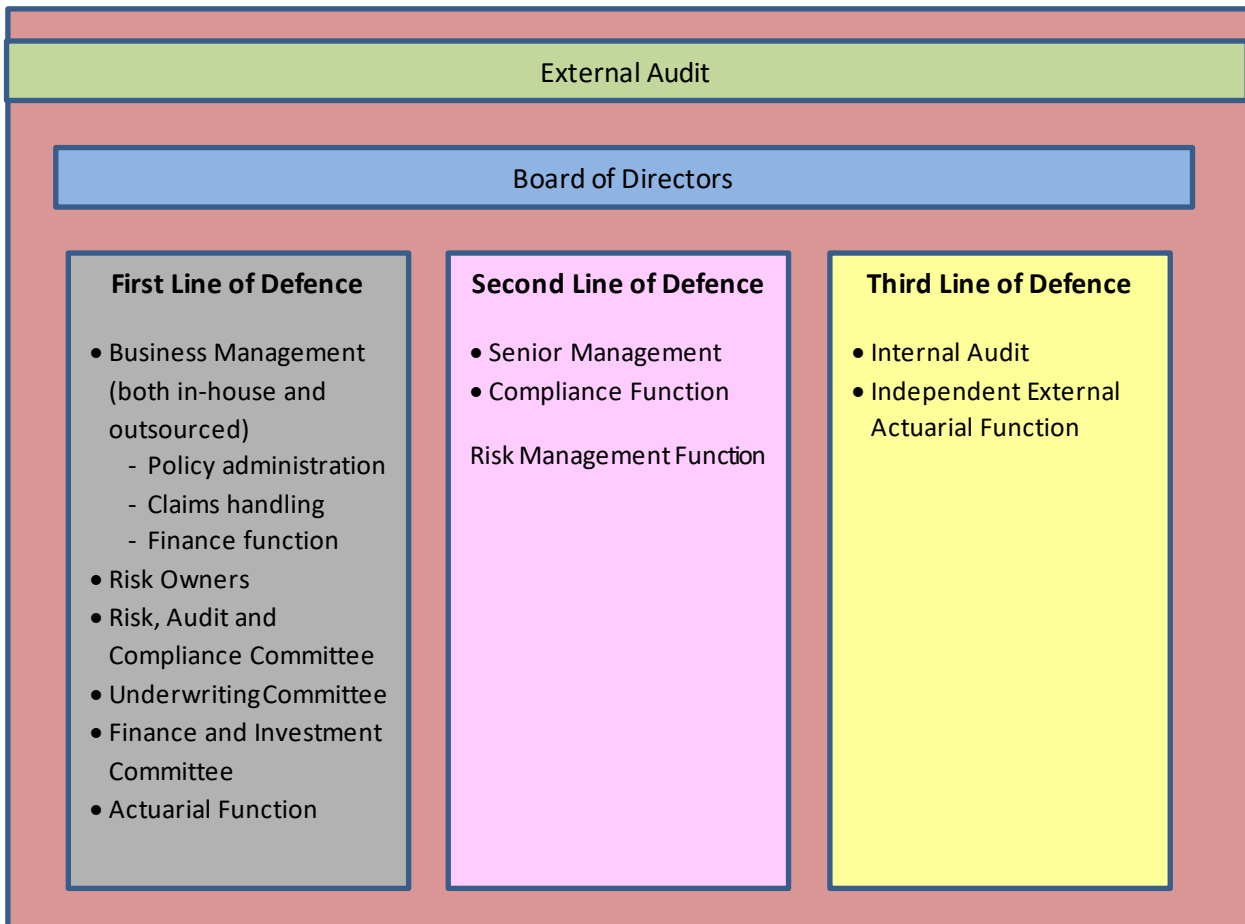 External Audit
Board of Directors
First Line of Defence
• Business Management
(both in-house and
outsourced)
- Policy administration
- Claims handling
- Finance function
• Risk Owners
• Risk, Audit and
Compliance Committee
• Underwriting Committee
• Finance and Investment
Committee
• Actuarial Function
Second Line of Defence
• Senior Management
• Compliance Function
Risk Management Function
Third Line of Defence
• Internal Audit
• Independent External
Actuarial Function